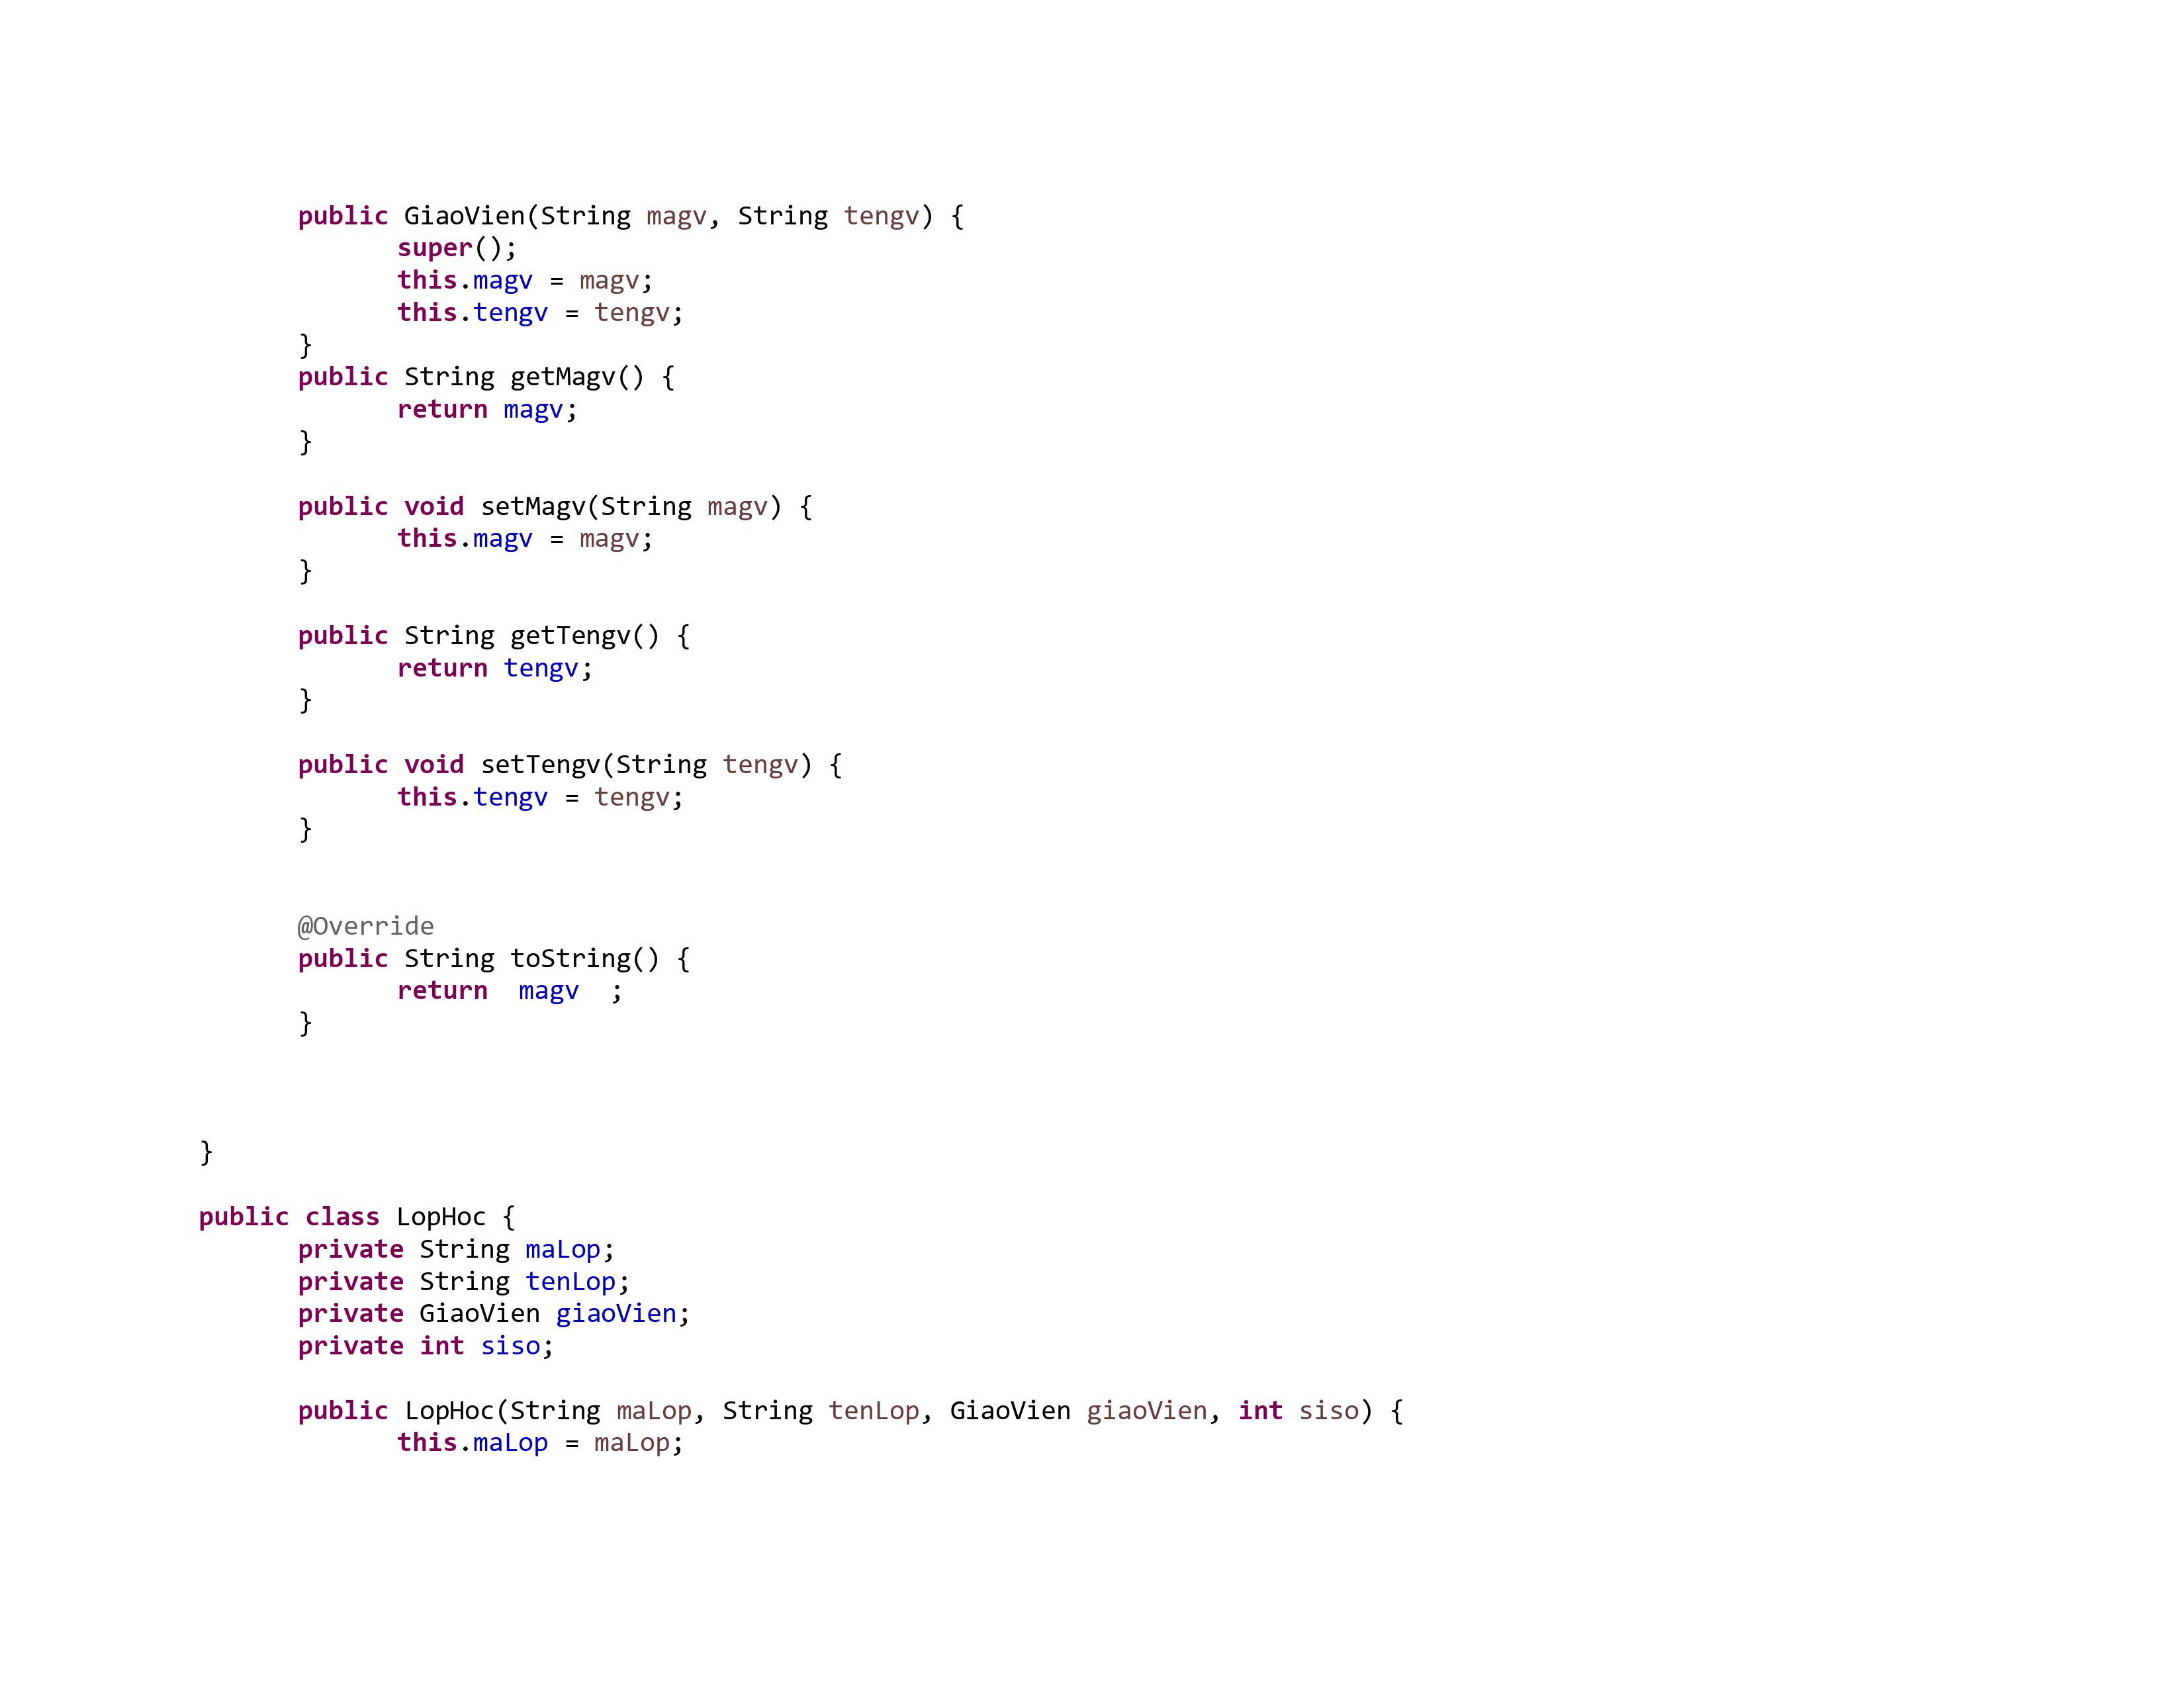 public GiaoVien(String magv, String tengv) {
super();
this.magv = magv;
this.tengv = tengv;
}
public String getMagv() {
return magv;
}
public void setMagv(String magv) {
this.magv = magv;
}
public String getTengv() {
return tengv;
}
public void setTengv(String tengv) {
this.tengv = tengv;
}
@Override
public String toString() {
return  magv  ;
}
}
public class LopHoc {
private String maLop;
private String tenLop;
private GiaoVien giaoVien;
private int siso;
public LopHoc(String maLop, String tenLop, GiaoVien giaoVien, int siso) {
this.maLop = maLop;